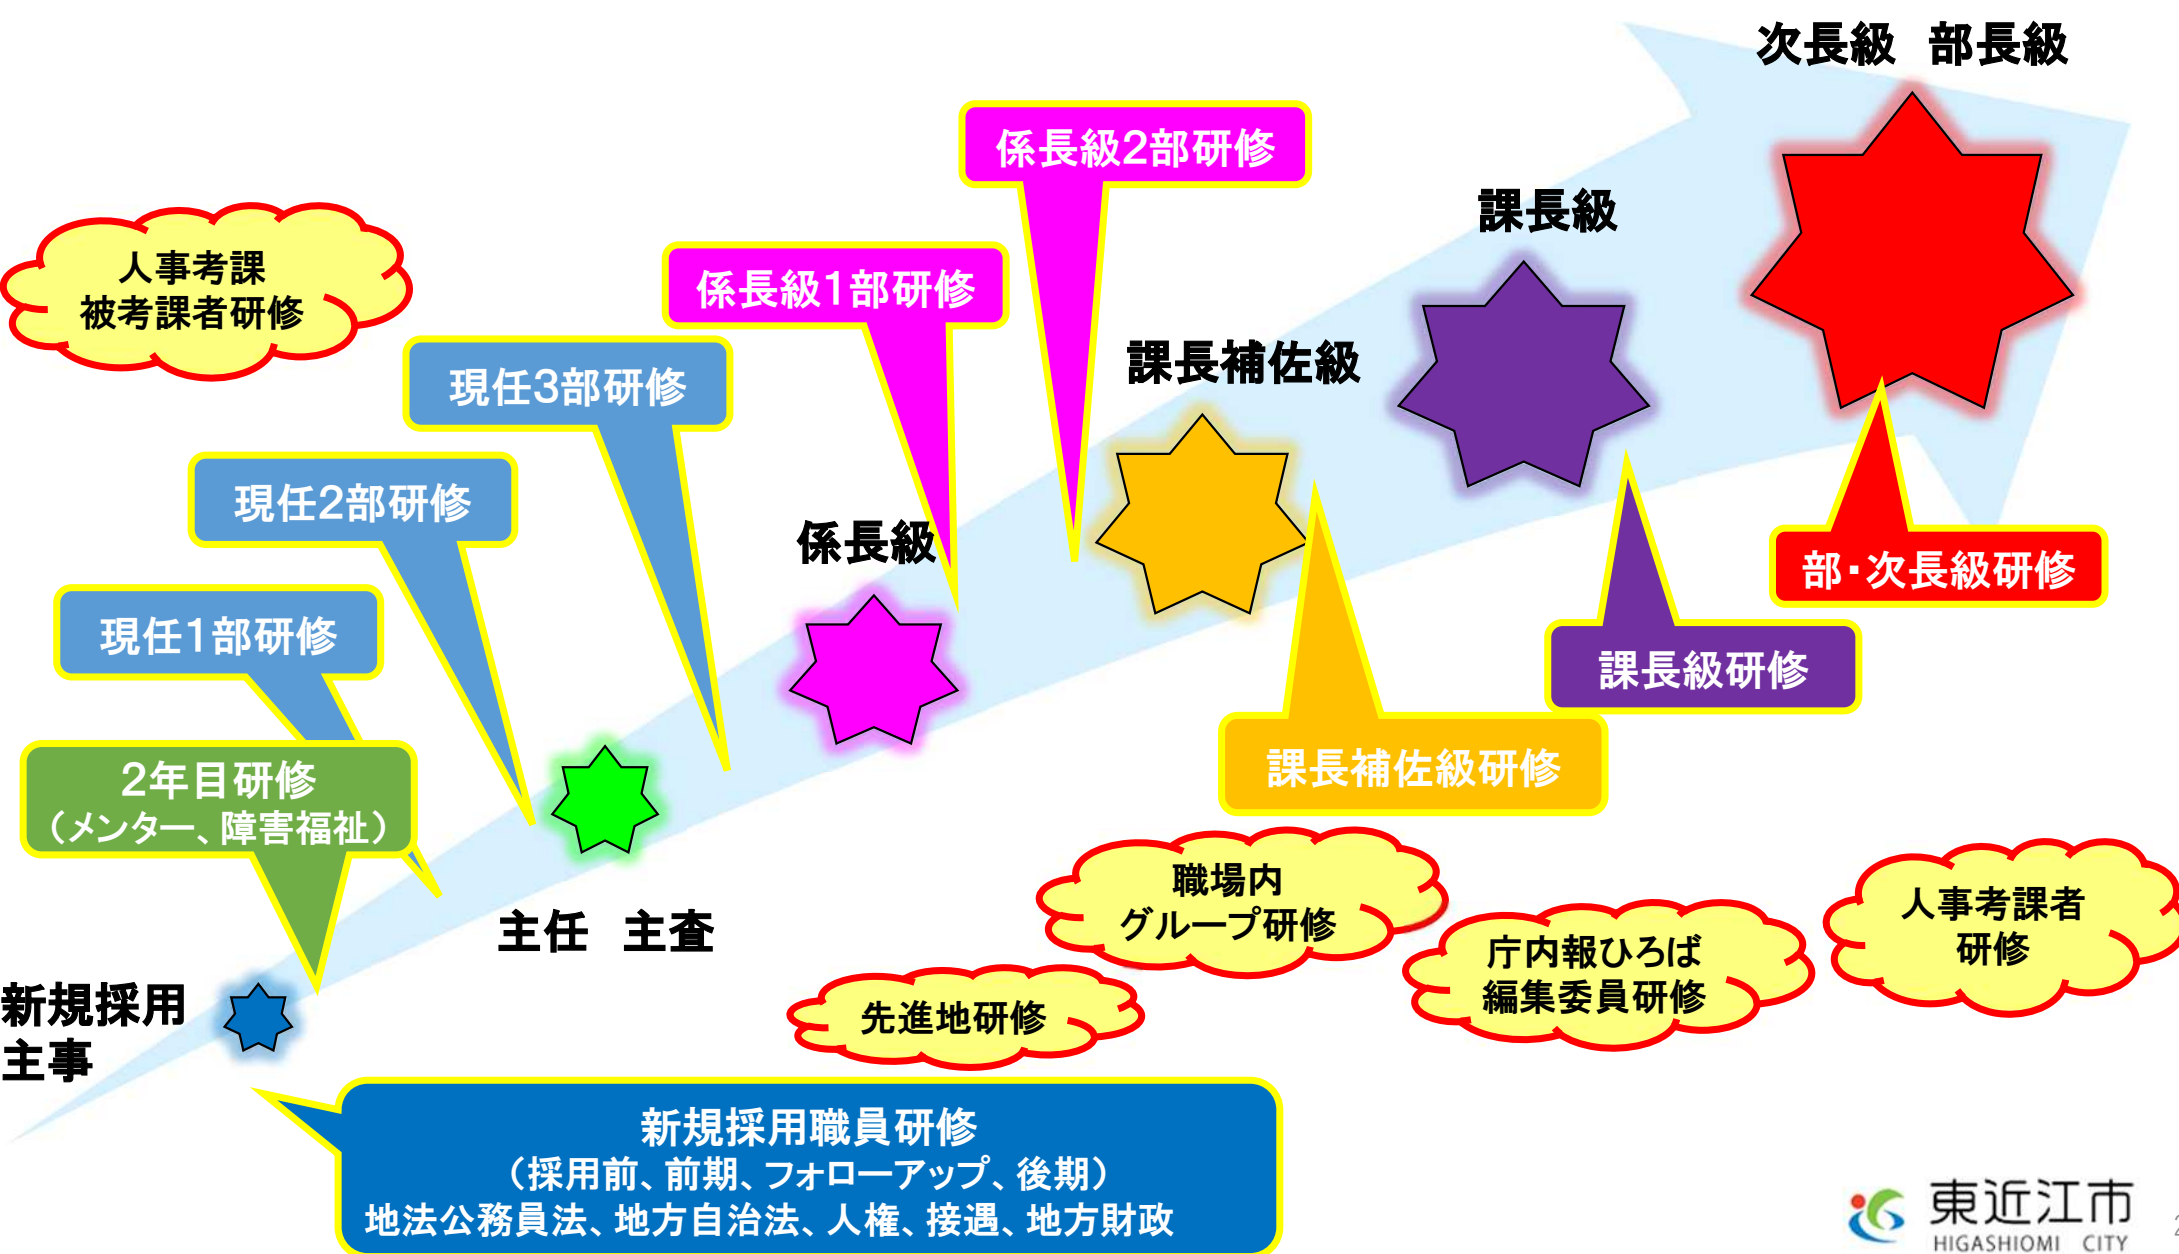 次長級　部長級
係長級2部研修
課長級
人事考課
被考課者研修
係長級1部研修
課長補佐級
現任3部研修
現任2部研修
係長級
部・次長級研修
現任1部研修
課長級研修
2年目研修
（メンター、障害福祉）
課長補佐級研修
職場内
グループ研修
人事考課者
研修
主任　主査
庁内報ひろば
編集委員研修
先進地研修
新規採用
主事
新規採用職員研修
（採用前、前期、フォローアップ、後期）
地法公務員法、地方自治法、人権、接遇、地方財政
東近江市
HIGASHIOMI CITY